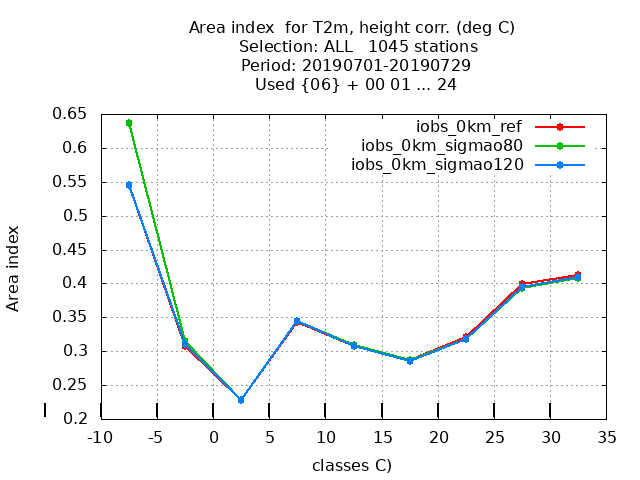 Area index  for T2m, height corr. (deg C)
Selection: ALL   1045 stations
Period: 20190701-20190729
Used {06} + 00 01 ... 24
iobs_0km_ref
iobs_0km_sigmao80
iobs_0km_sigmao120
0.65
0.6
0.55
0.5
0.45
0.4
0.35
0.3
0.25
0.2
Area index
-10 -5 0 5 10 15 20 25 30 35
classes C)